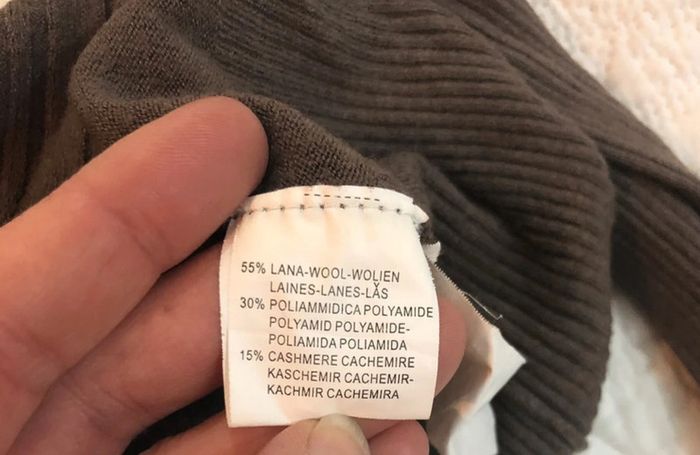 55% LANA-WOOL-WOLIEN
LAINES-LANES-LǍS
30% POLIAMMIDICA POLYAMIDE
POLYAMID POLYAMIDE-
POLIAMIDA POLIAMIDA
15% CASHMERE CACHEMIRE
KASCHEMIR CACHEMIR-
KACHMIR CACHEMIRA